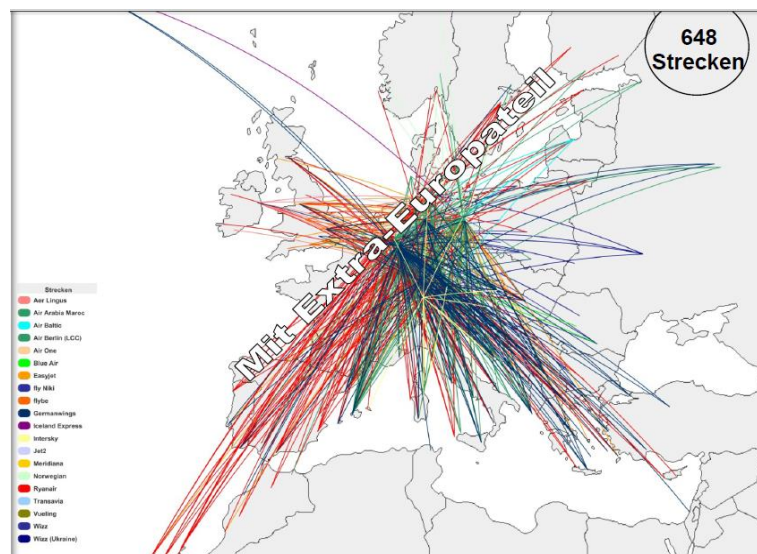 648
Strecken
Mit Extra-Europateil
Strecken
Aer Lingus
Air Arabia Maroc
Air Baltic
Air Berlin (LCC)
Air One
Blue Air
Easyjet
fly Niki
flybe
Germanwings
Iceland Express
Intersky
Jet2
Meridiana
Norwegian
Ryanair
Transavia
Vueling
Wizz
Wizz (Ukraine)